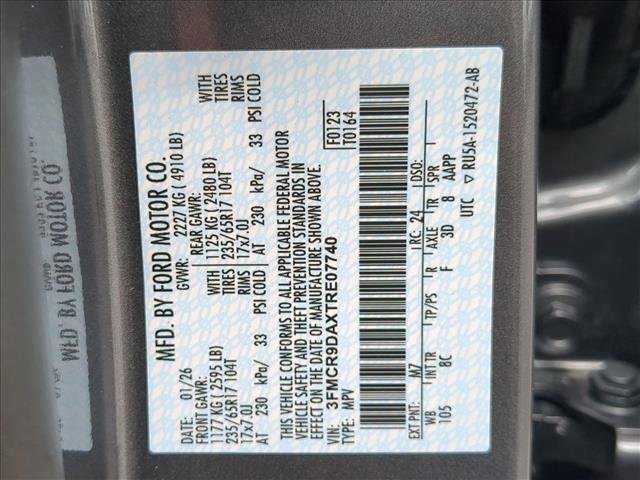 MFD. BY FORD MOTOR CO.
DATE: 01/26 GVWR: 2227 KG ( 4910 LB)
FRONT GAWR: REAR GAWR: WITH
1177 KG ( 2595 LB) 1125 KG ( 2480 LB) TIRES
235/65R17 104T 235/65R17 104T RIMS
17x7.0J 17x7.0J
AT 230 kPa/ 33 PSI COLD AT 230 kPa/ 33 PSI COLD
THIS VEHICLE CONFORMS TO ALL APPLICABLE FEDERAL MOTOR
VEHICLE SAFETY AND THEFT PREVENTION STANDARDS IN
EFFECT ON THE DATE OF MANUFACTURE SHOWN ABOVE.
VIN: 3FMCR9DAXTRE07740 F0123
TYPE: MPV T0164
EXT PNT: M7 RC: 24 DSO:
WB INT TR TP/PS R AXLE TR SPR
105 8C F 3D 8 AAPP
UTC ▽ RU5A-1520472-AB
MFD. BY FORD MOTOR CO.